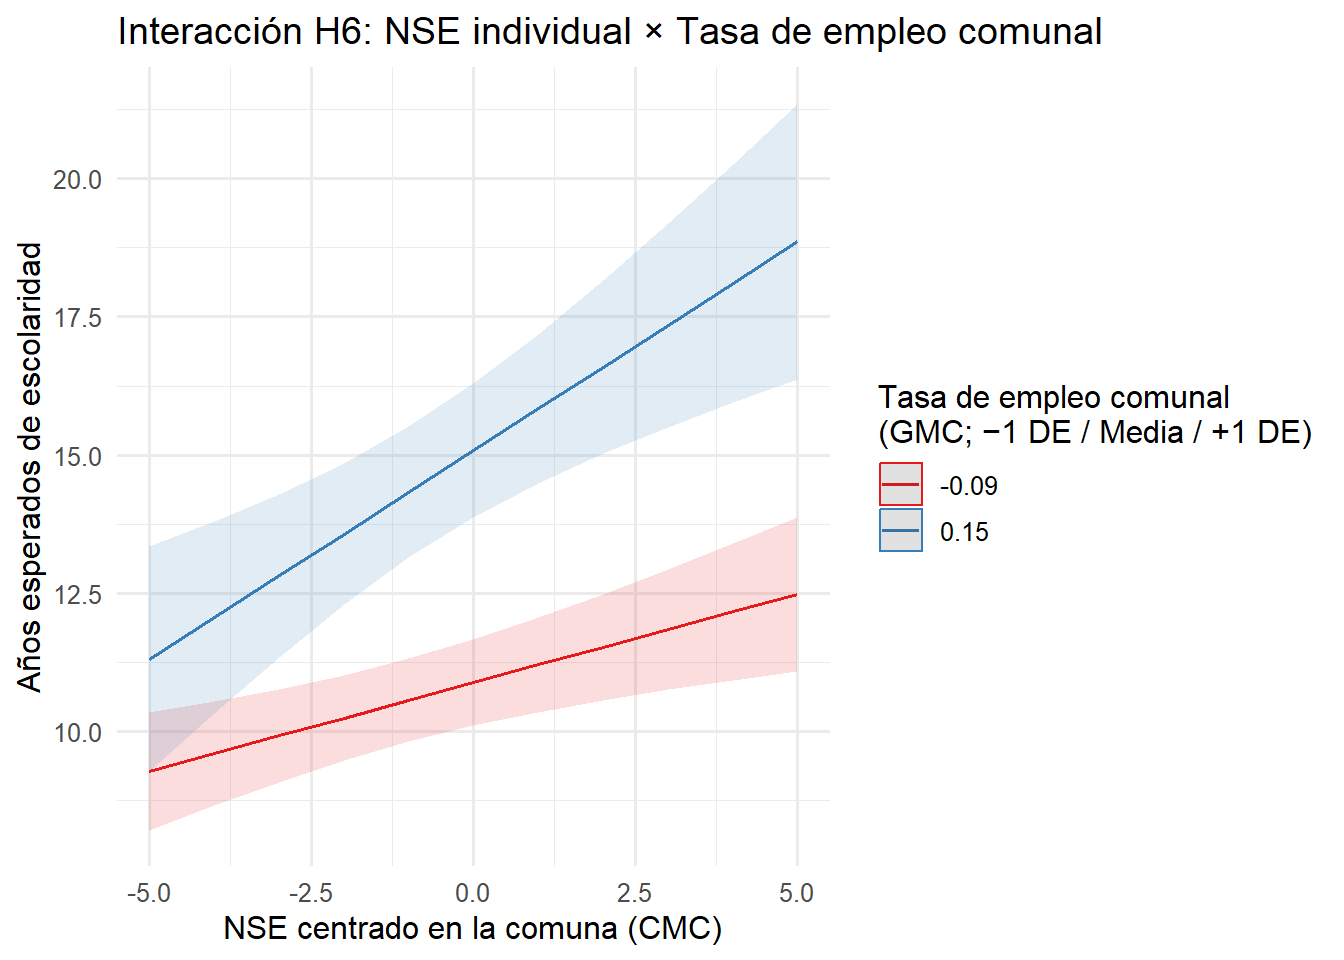 Interacción H6: NSE individual × Tasa de empleo comunal
Años esperados de escolaridad
20.0
17.5
15.0
12.5
10.0
-5.0
-2.5
0.0
2.5
5.0
NSE centrado en la comuna (CMC)
Tasa de empleo comunal
(GMC; −1 DE / Media / +1 DE)
-0.09
0.15